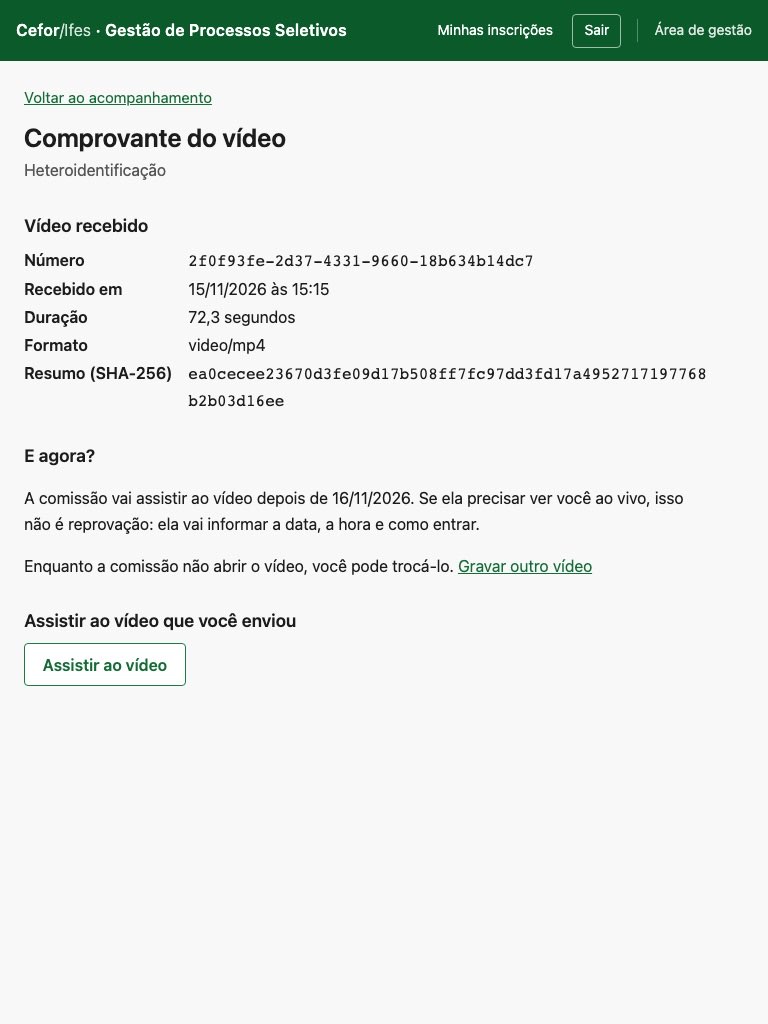 Cefor/Ifes · Gestão de Processos Seletivos Minhas inscrições Sair Área de gestão
Voltar ao acompanhamento
Comprovante do vídeo
Heteroidentificação
Vídeo recebido
Número 2f0f93fe-2d37-4331-9660-18b634b14dc7
Recebido em 15/11/2026 às 15:15
Duração 72,3 segundos
Formato video/mp4
Resumo (SHA-256) ea0cecee23670d3fe09d17b508ff7fc97dd3fd17a4952717197768
b2b03d16ee
E agora?
A comissão vai assistir ao vídeo depois de 16/11/2026. Se ela precisar ver você ao vivo, isso
não é reprovação: ela vai informar a data, a hora e como entrar.
Enquanto a comissão não abrir o vídeo, você pode trocá-lo. Gravar outro vídeo
Assistir ao vídeo que você enviou
Assistir ao vídeo